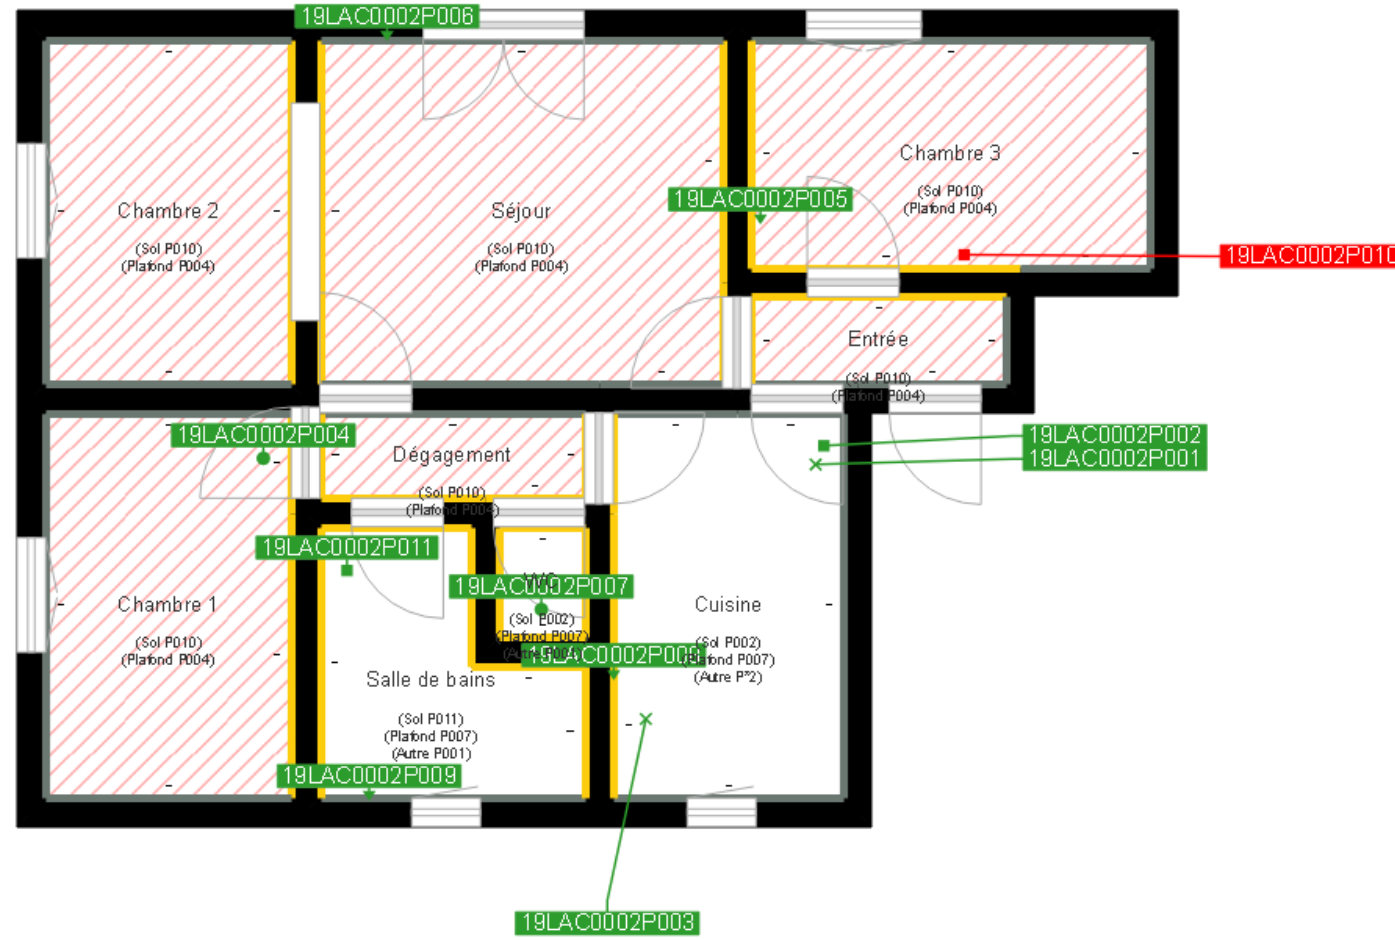 19LAC0002P006
Chambre 3
(Sol P010)
(Plafond P004)
19LAC0002P005
Chambre 2
(Sol P010)
(Plafond P004)
Séjour
(Sol P010)
(Plafond P004)
19LAC0002P010
Entrée
(Sol P010)
(Plafond P004)
19LAC0002P004
Dégagement
(Sol P010)
(Plafond P004)
19LAC0002P002
19LAC0002P001
19LAC0002P011
19LAC0002P007
WC
(Sol P002)
(Plafond P007)
Chambre 1
(Sol P010)
(Plafond P004)
Cuisine
(Sol P002)
(Plafond P007)
(Autre P*2)
Salle de bains
(Sol P011)
(Plafond P007)
(Autre P001)
19LAC0002P009
19LAC0002P003